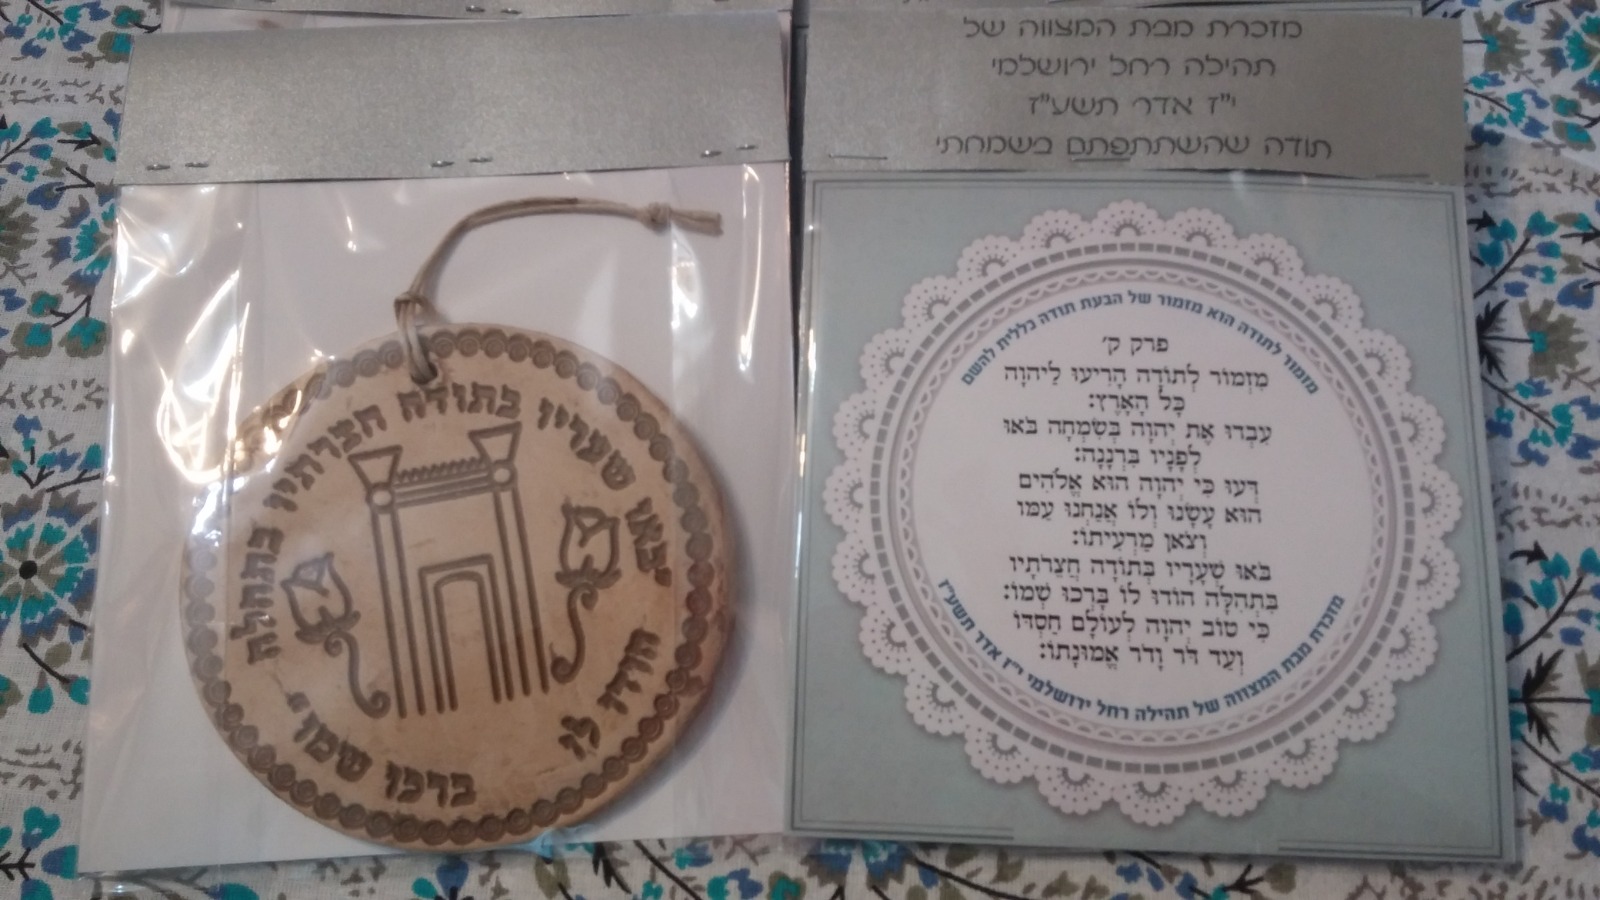 "באו שעריו בתודה חצרתיו בתהלה
הודו לו
ברכו שמו"
מזכרת מבת המצווה של
תהילה רחל ירושלמי
י"ז אדר תשע"ז
תודה שהשתתפתם בשמחתי
מזמור לתודה הוא מזמור של הבעת תודה כללית להשם
פרק ק'
מִזְמוֹר לְתוֹדָה הָרִיעוּ לַיהוָה
כָּל הָאָרֶץ:
עִבְדוּ אֶת יְהוָה בְּשִׂמְחָה בֹּאוּ
לְפָנָיו בִּרְנָנָה:
דְּעוּ כִּי יְהוָה הוּא אֱלֹהִים
הוּא עָשָׂנוּ וְלוֹ אֲנַחְנוּ עַמּוֹ
וְצֹאן מַרְעִיתוֹ:
בֹּאוּ שְׁעָרָיו בְּתוֹדָה חֲצֵרֹתָיו
בִּתְהִלָּה הוֹדוּ לוֹ בָּרְכוּ שְׁמוֹ:
כִּי טוֹב יְהוָה לְעוֹלָם חַסְדּוֹ
וְעַד דֹּר וָדֹר אֱמוּנָתוֹ:
מזכרת מבת המצווה של תהילה רחל ירושלמי י"ז אדר תשע"ז